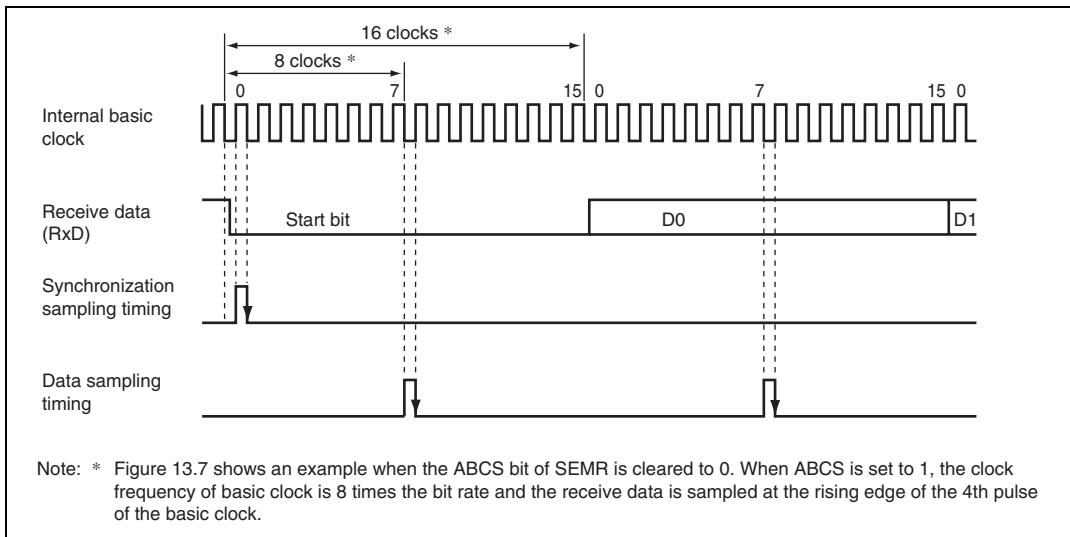 16 clocks *
8 clocks *
0 7 15 0 7 15 0
Internal basic
clock
Receive data
(RxD)
Start bit D0 D1
Synchronization
sampling timing
Data sampling
timing
Note: * Figure 13.7 shows an example when the ABCS bit of SEMR is cleared to 0. When ABCS is set to 1, the clock
frequency of basic clock is 8 times the bit rate and the receive data is sampled at the rising edge of the 4th pulse
of the basic clock.